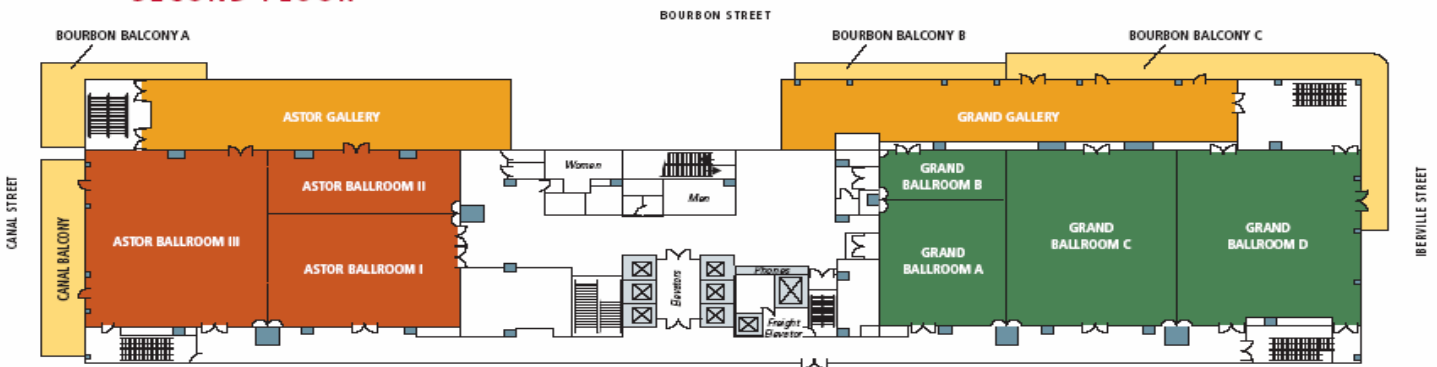 SECOND FLOOR
BOURBON STREET
BOURBON BALCONY A
BOURBON BALCONY B
BOURBON BALCONY C
ASTOR GALLERY
GRAND GALLERY
CANAL STREET
CANAL BALCONY
ASTOR BALLROOM III
ASTOR BALLROOM II
ASTOR BALLROOM I
Women
Men
Elevators
Phones
Freight
Elevator
GRAND
BALLROOM B
GRAND
BALLROOM A
GRAND
BALLROOM C
GRAND
BALLROOM D
IBERVILLE STREET